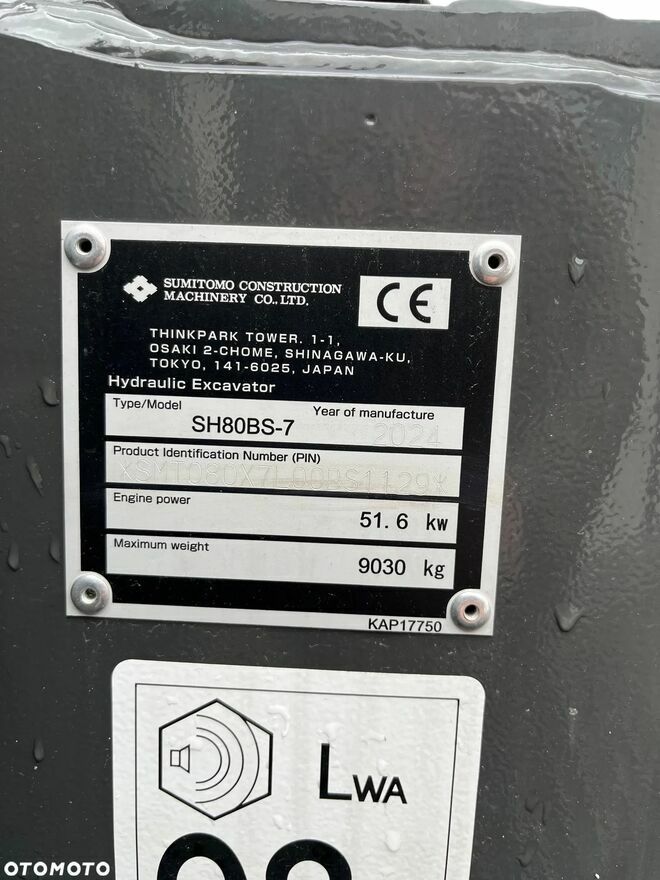 SUMITOMO CONSTRUCTION
MACHINERY CO., LTD.
CE
THINKPARK TOWER. 1-1,
OSAKI 2-CHOME, SHINAGAWA-KU,
TOKYO, 141-6025, JAPAN
Hydraulic Excavator
Type/Model
Year of manufacture
SH80BS-7
2024
Product Identification Number (PIN)
Engine power
51.6 kw
Maximum weight
9030 kg
KAP17750
LWA
OTOMOTO